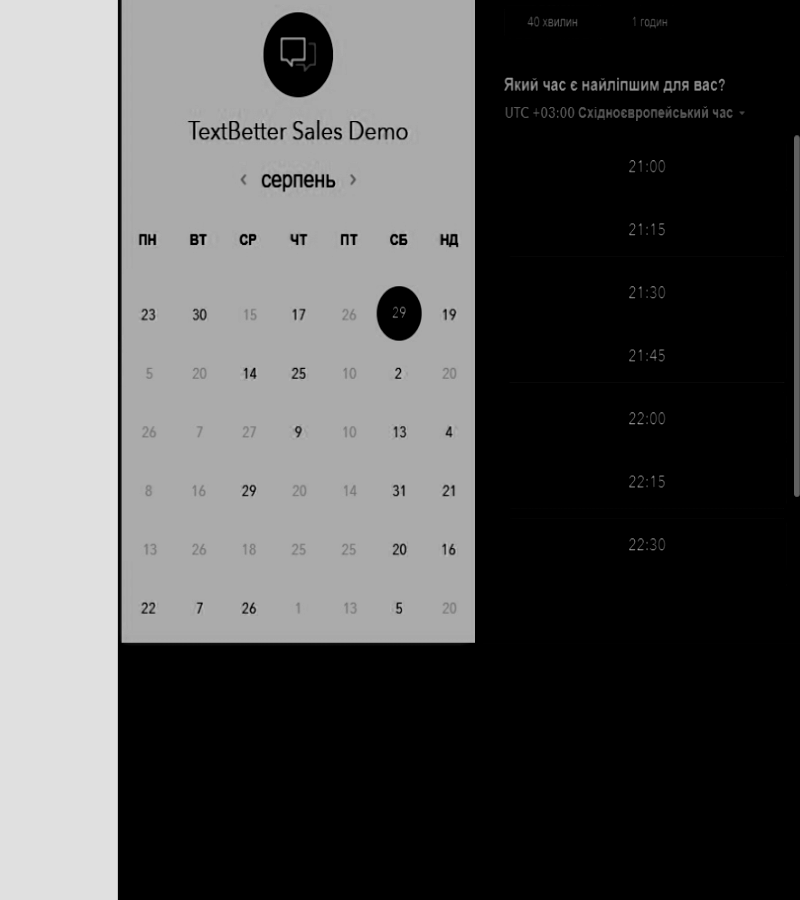 TextBetter Sales Demo
‹ серпень ›
ПН ВТ СР ЧТ ПТ СБ НД
23 30 15 17 26 29 19
5 20 14 25 10 2 20
26 7 27 9 10 13 4
8 16 29 20 14 31 21
13 26 18 25 25 20 16
22 7 26 1 13 5 20
40 хвилин 1 годин
Який час є найліпшим для вас?
UTC +03:00 Східноєвропейський час
21:00
21:15
21:30
21:45
22:00
22:15
22:30